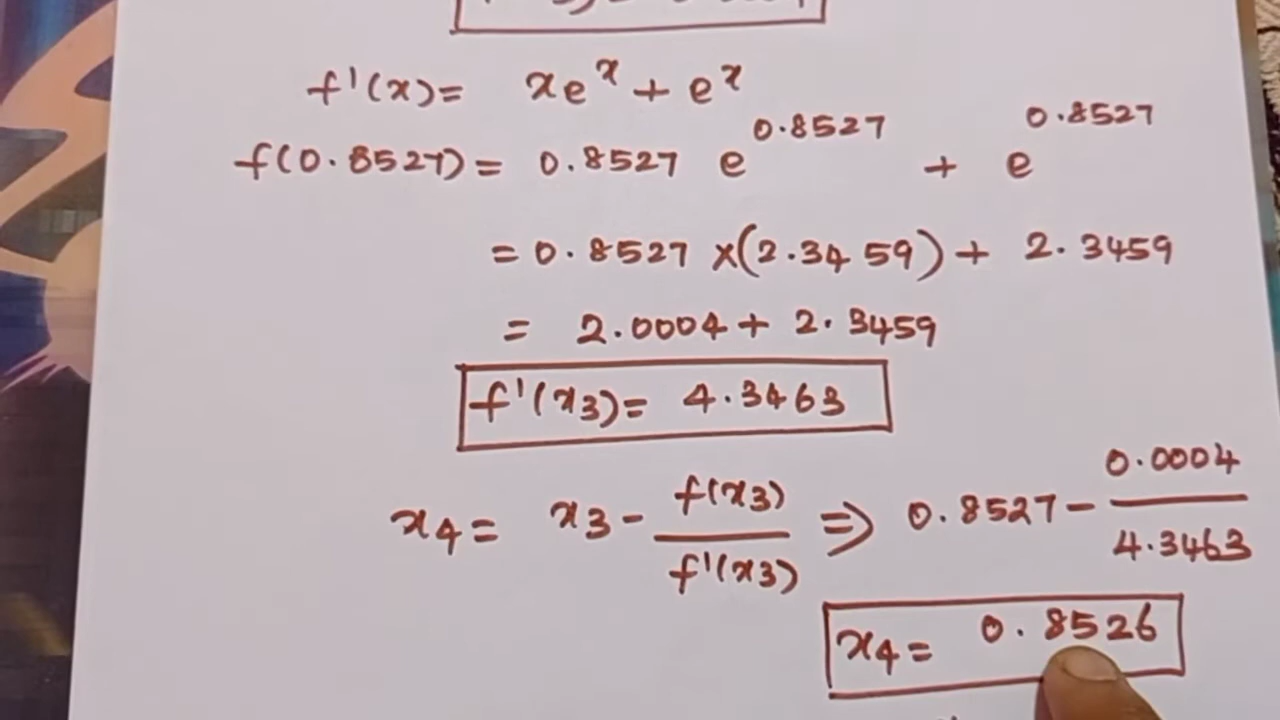 f'(x)= xe^x + e^x
f(0.8527)= 0.8527 e^0.8527 + e^0.8527
= 0.8527 ×(2.3459)+ 2.3459
= 2.0004+ 2.3459
f'(x3)= 4.3463
x4= x3- f(x3)/f'(x3) ⇒ 0.8527- 0.0004/4.3463
x4= 0.8526